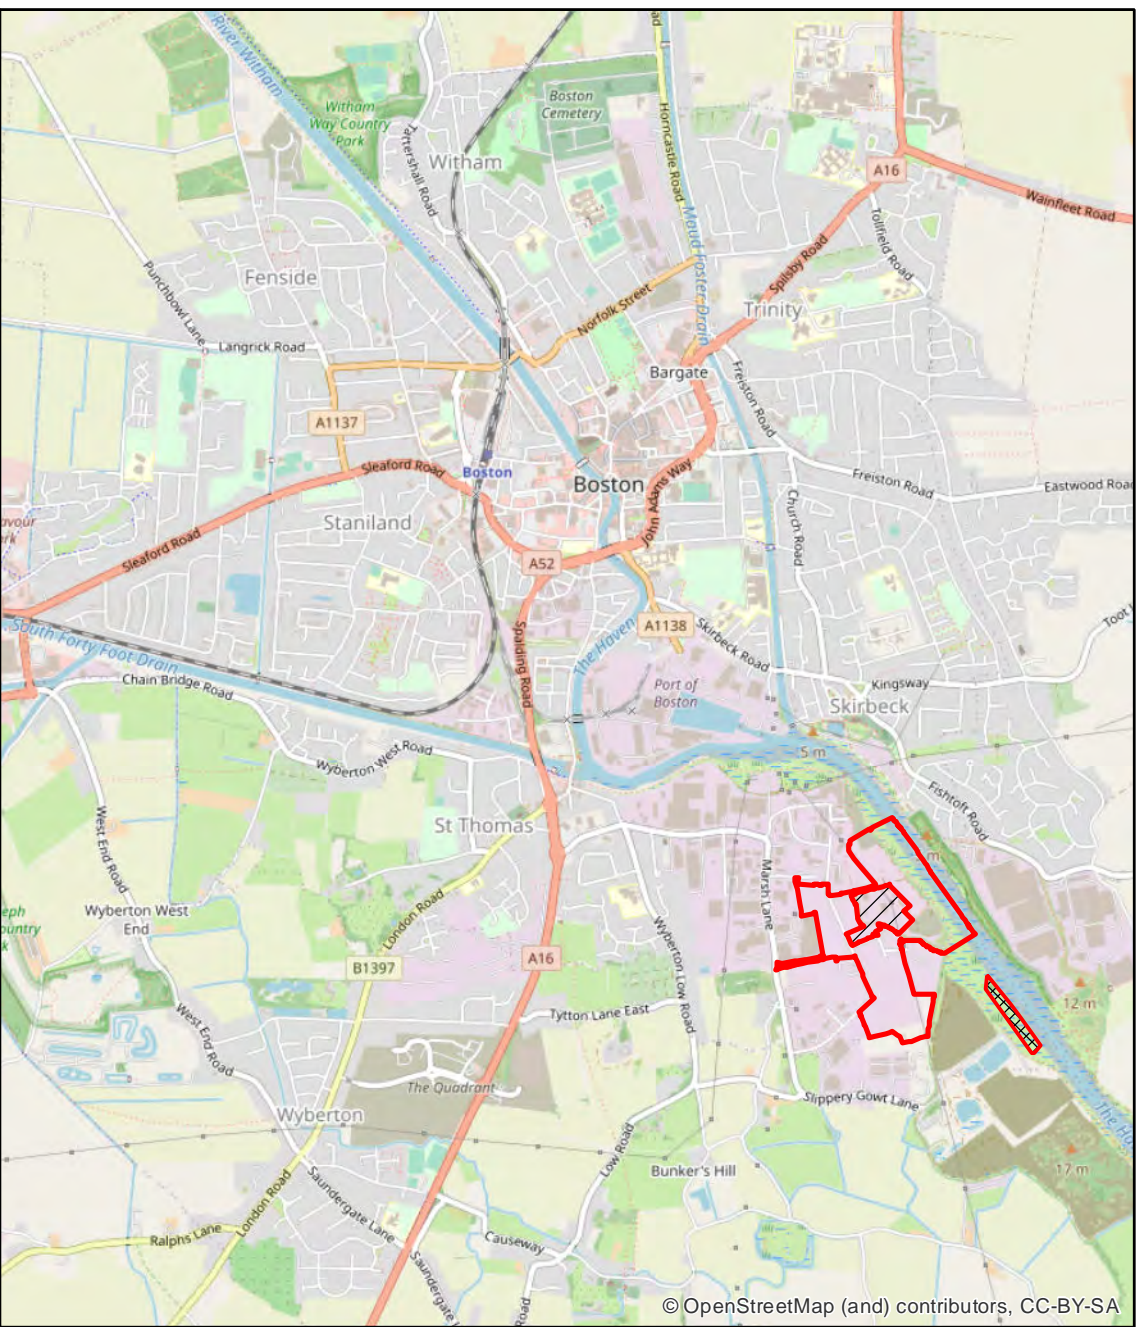 River Witham
Witham
Way Country
Park
Boston
Cemetery
Horncastle Road
Witham
Tattershall Road
A16
Wainfleet Road
Tollfield Road
Maud Foster Drain
Spilsby Road
Fenside
Punchbowl Lane
Norfolk Street
Trinity
Langrick Road
Bargate
Freiston Road
A1137
Sleaford Road
Boston
Boston
John Adams Way
Freiston Road
Eastwood Road
Church Road
Staniland
Sleaford Road
A52
A1138
Skirbeck Road
The Haven
Spalding Road
South Forty Foot Drain
Chain Bridge Road
Port of
Boston
Kingsway
Skirbeck
5 m
Wyberton West Road
Fishtoft Road
West End Road
St Thomas
Marsh Lane
London Road
Wyberton West
End
Wyberton Low Road
A16
B1397
12 m
West End Road
Tytton Lane East
The Quadrant
Slippery Gowt Lane
Wyberton
Low Road
Bunker's Hill
17 m
Saundergate Lane
London Road
Ralphs Lane
Causeway
Saundergate
© OpenStreetMap (and) contributors, CC-BY-SA